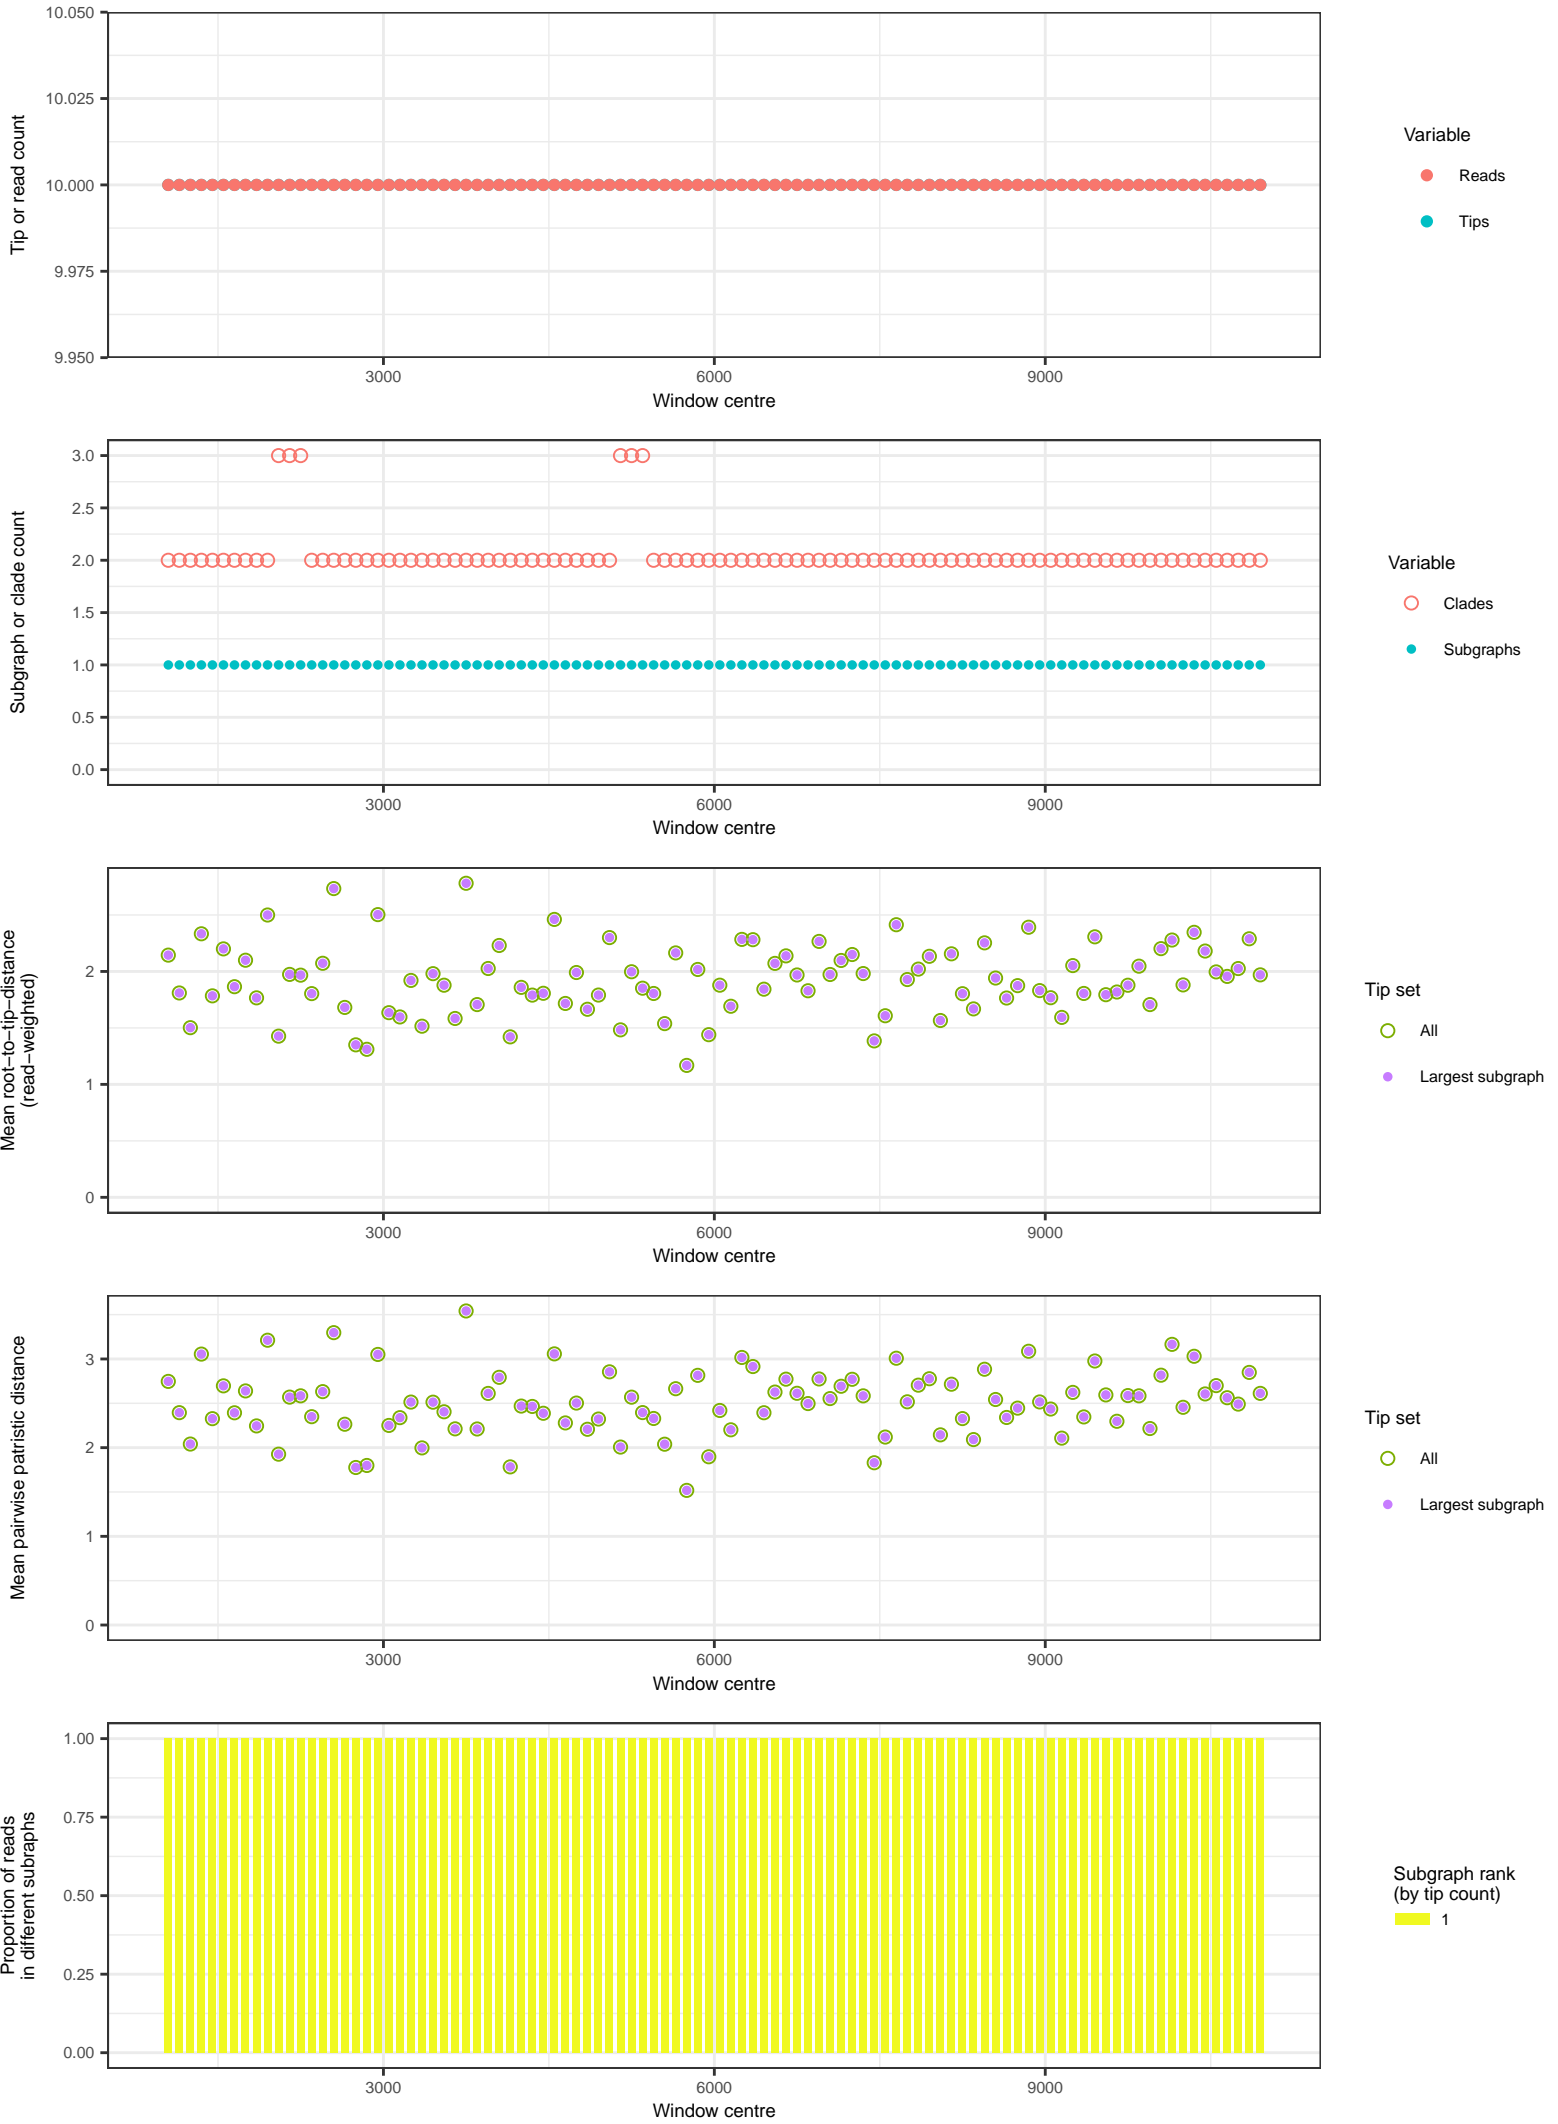 10.050
10.025
10.000
9.975
9.950
Tip or read count
3000 6000 9000
Window centre
Variable
Reads
Tips
3.0
2.5
2.0
1.5
1.0
0.5
0.0
Subgraph or clade count
3000 6000 9000
Window centre
Variable
Clades
Subgraphs
2
1
0
Mean root−to−tip−distance
(read−weighted)
3000 6000 9000
Window centre
Tip set
All
Largest subgraph
3
2
1
0
Mean pairwise patristic distance
3000 6000 9000
Window centre
Tip set
All
Largest subgraph
1.00
0.75
0.50
0.25
0.00
Proportion of reads
in different subraphs
3000 6000 9000
Window centre
Subgraph rank
(by tip count)
1